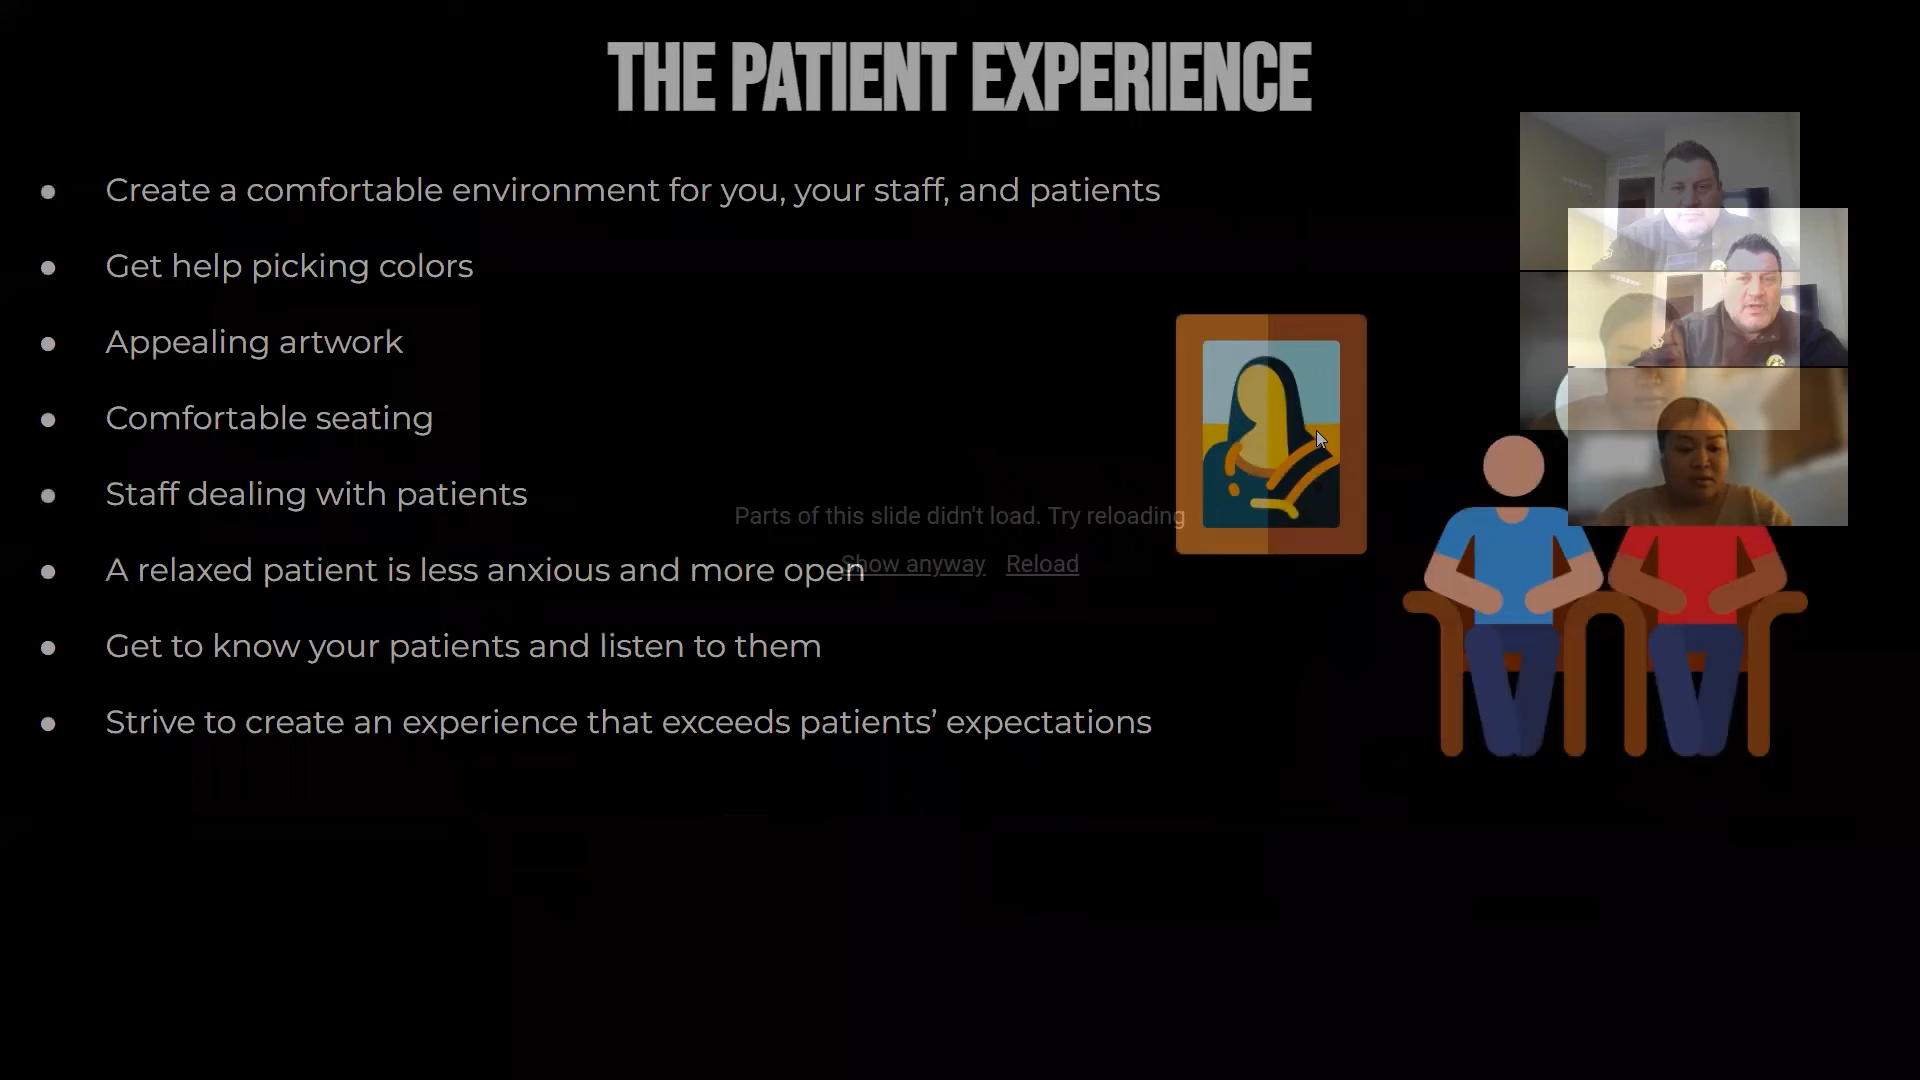 THE PATIENT EXPERIENCE
● Create a comfortable environment for you, your staff, and patients
● Get help picking colors
● Appealing artwork
● Comfortable seating
● Staff dealing with patients
Parts of this slide didn't load. Try reloading
Show anyway Reload
● A relaxed patient is less anxious and more open
● Get to know your patients and listen to them
● Strive to create an experience that exceeds patients’ expectations